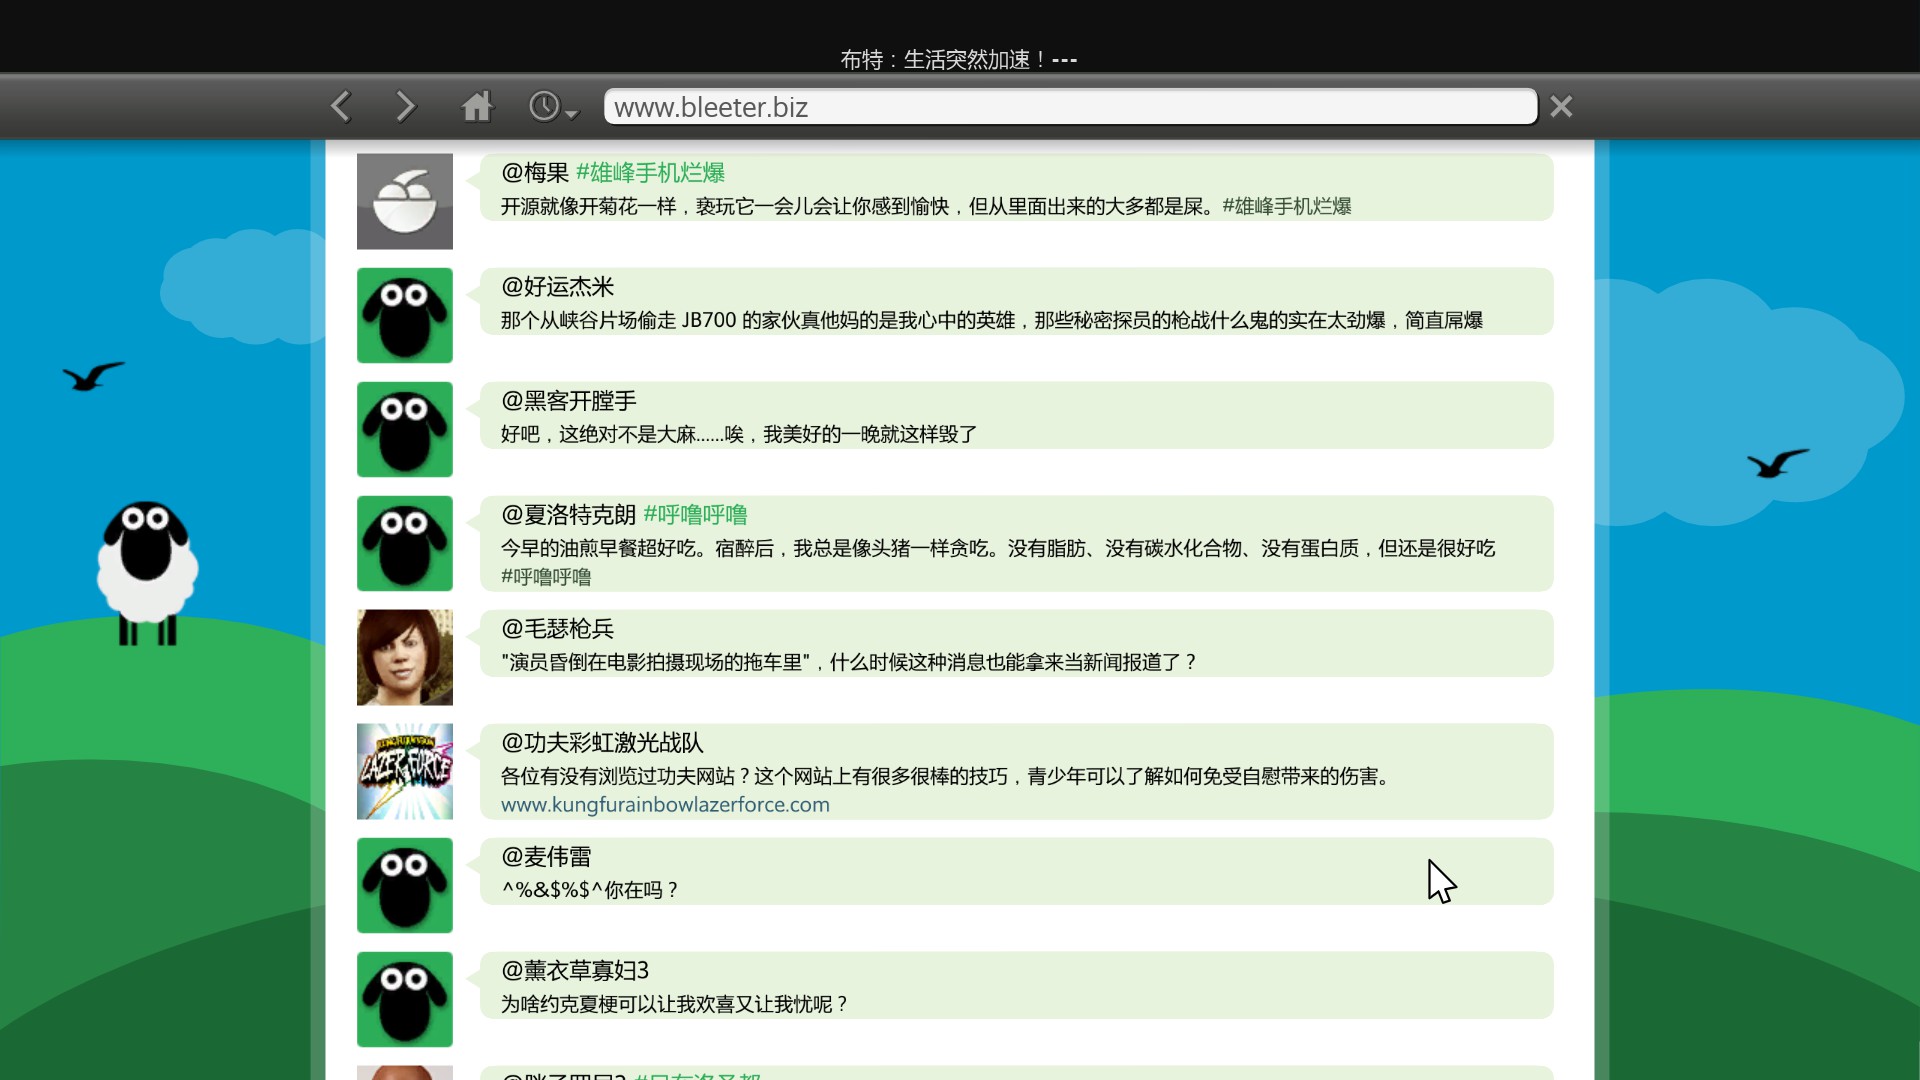 布特：生活突然加速！---
www.bleeter.biz
@梅果 #雄峰手机烂爆
开源就像开菊花一样，亵玩它一会儿会让你感到愉快，但从里面出来的大多都是屎。#雄峰手机烂爆
@好运杰米
那个从峡谷片场偷走 JB700 的家伙真他妈的是我心中的英雄，那些秘密探员的枪战什么鬼的实在太劲爆，简直屌爆
@黑客开膛手
好吧，这绝对不是大麻......唉，我美好的一晚就这样毁了
@夏洛特克朗 #呼噜呼噜
今早的油煎早餐超好吃。宿醉后，我总是像头猪一样贪吃。没有脂肪、没有碳水化合物、没有蛋白质，但还是很好吃
#呼噜呼噜
@毛瑟枪兵
"演员昏倒在电影拍摄现场的拖车里"，什么时候这种消息也能拿来当新闻报道了？
LAZER FORCE
@功夫彩虹激光战队
各位有没有浏览过功夫网站？这个网站上有很多很棒的技巧，青少年可以了解如何免受自慰带来的伤害。
www.kungfurainbowlazerforce.com
@麦伟雷
^%&$%$^你在吗？
@薰衣草寡妇3
为啥约克夏梗可以让我欢喜又让我忧呢？